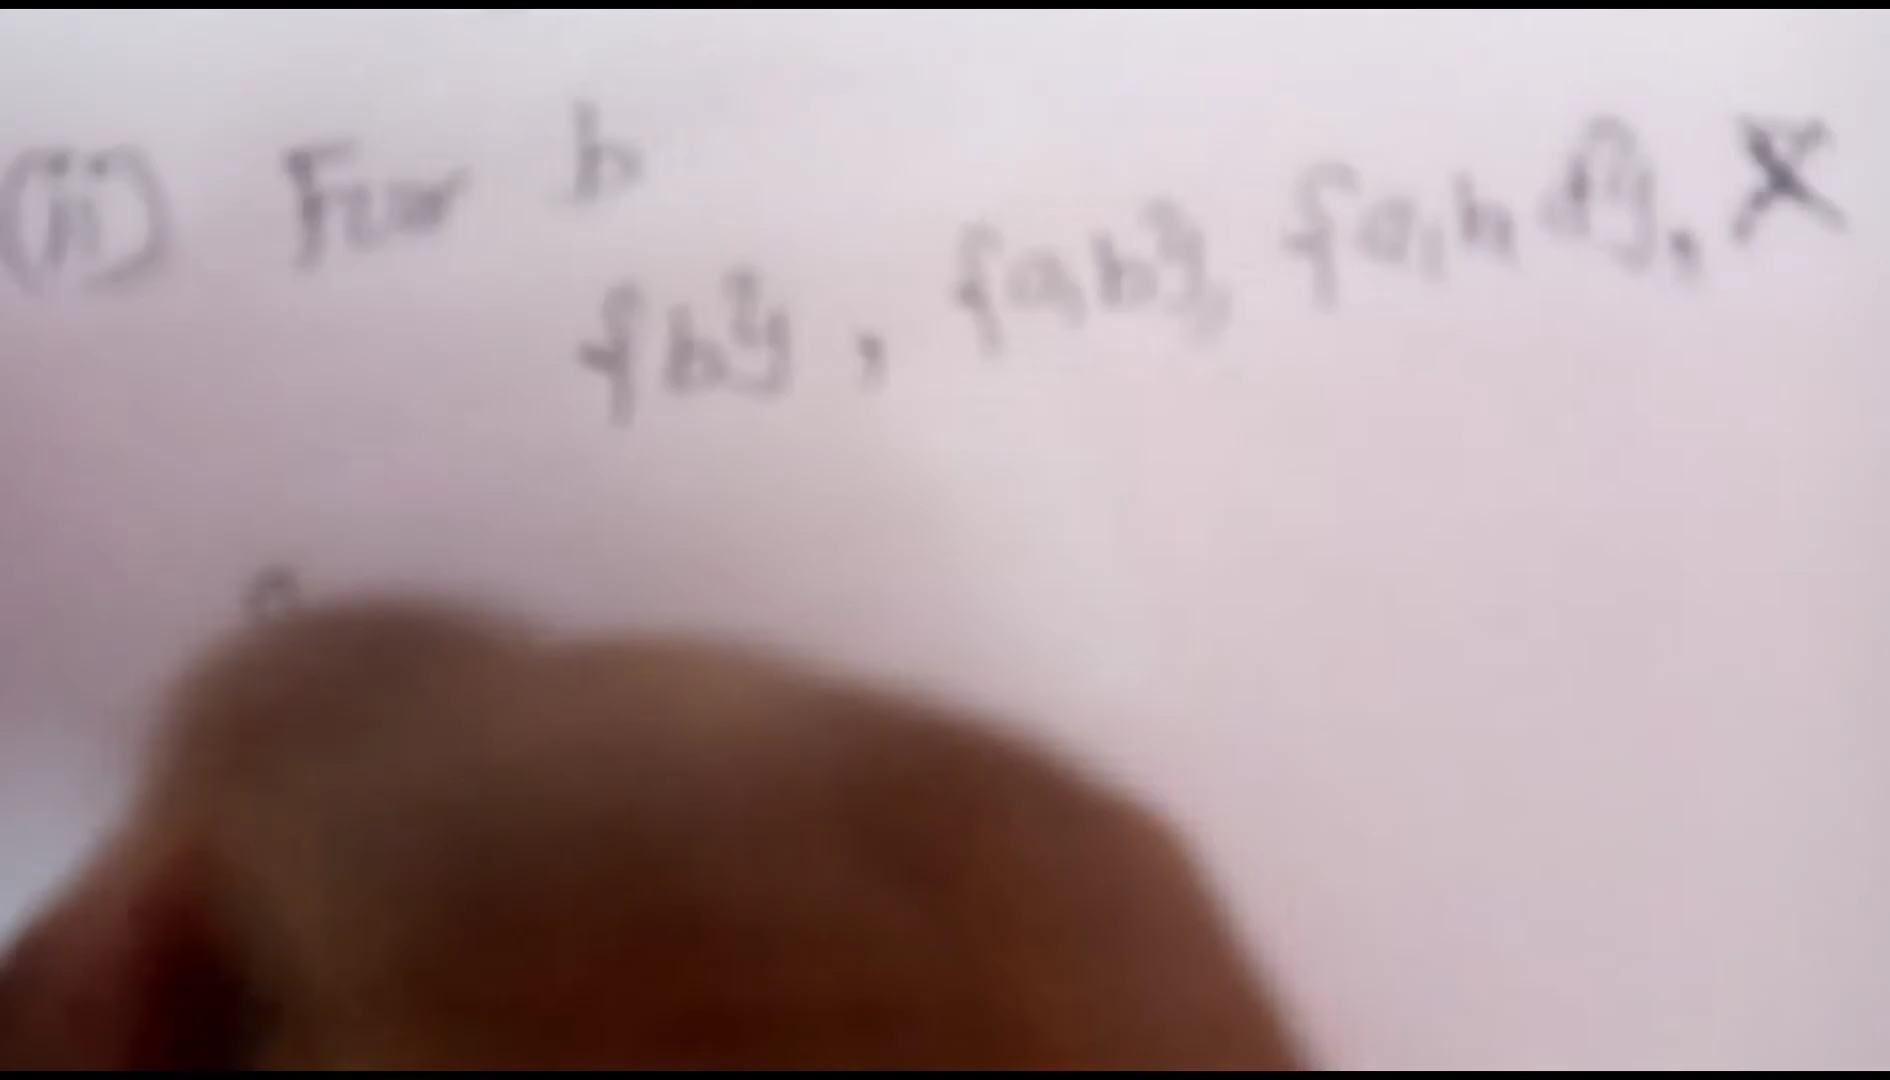 (ii) For b
{b}, {a,b}, {a,b,d}, X